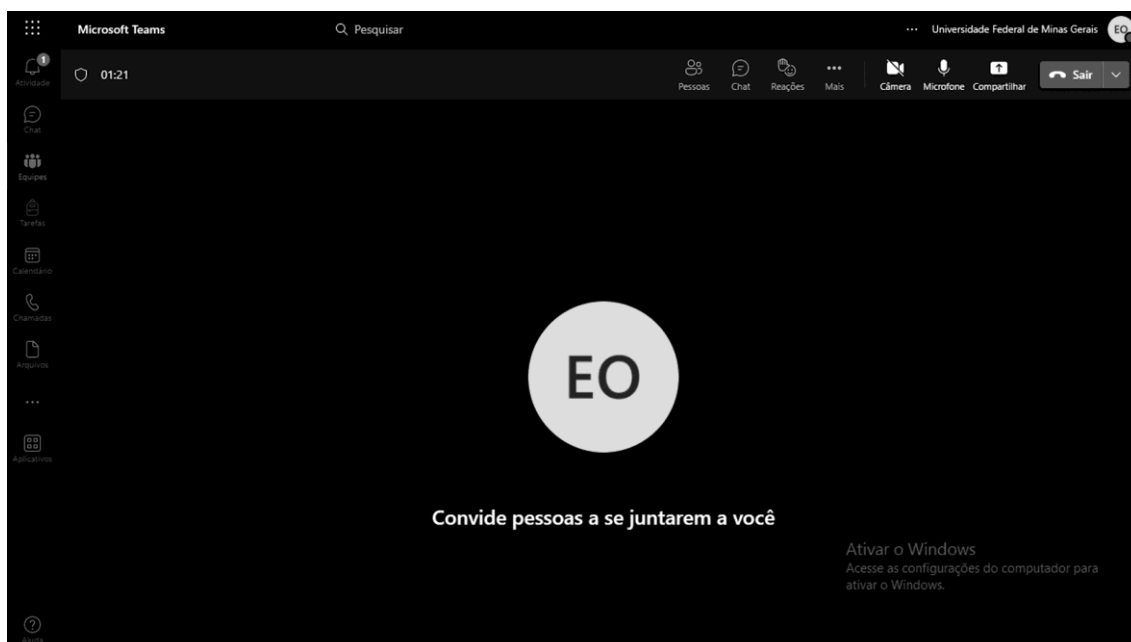 Microsoft Teams
Pesquisar
Universidade Federal de Minas Gerais
EO
1
Atividade
01:21
Pessoas
Chat
Reações
Mais
Câmera
Microfone
Compartilhar
Sair
Chat
Equipes
Tarefas
Calendário
Chamadas
Arquivos
Aplicativos
EO
Convide pessoas a se juntarem a você
Ativar o Windows
Acesse as configurações do computador para
ativar o Windows.
Ajuda